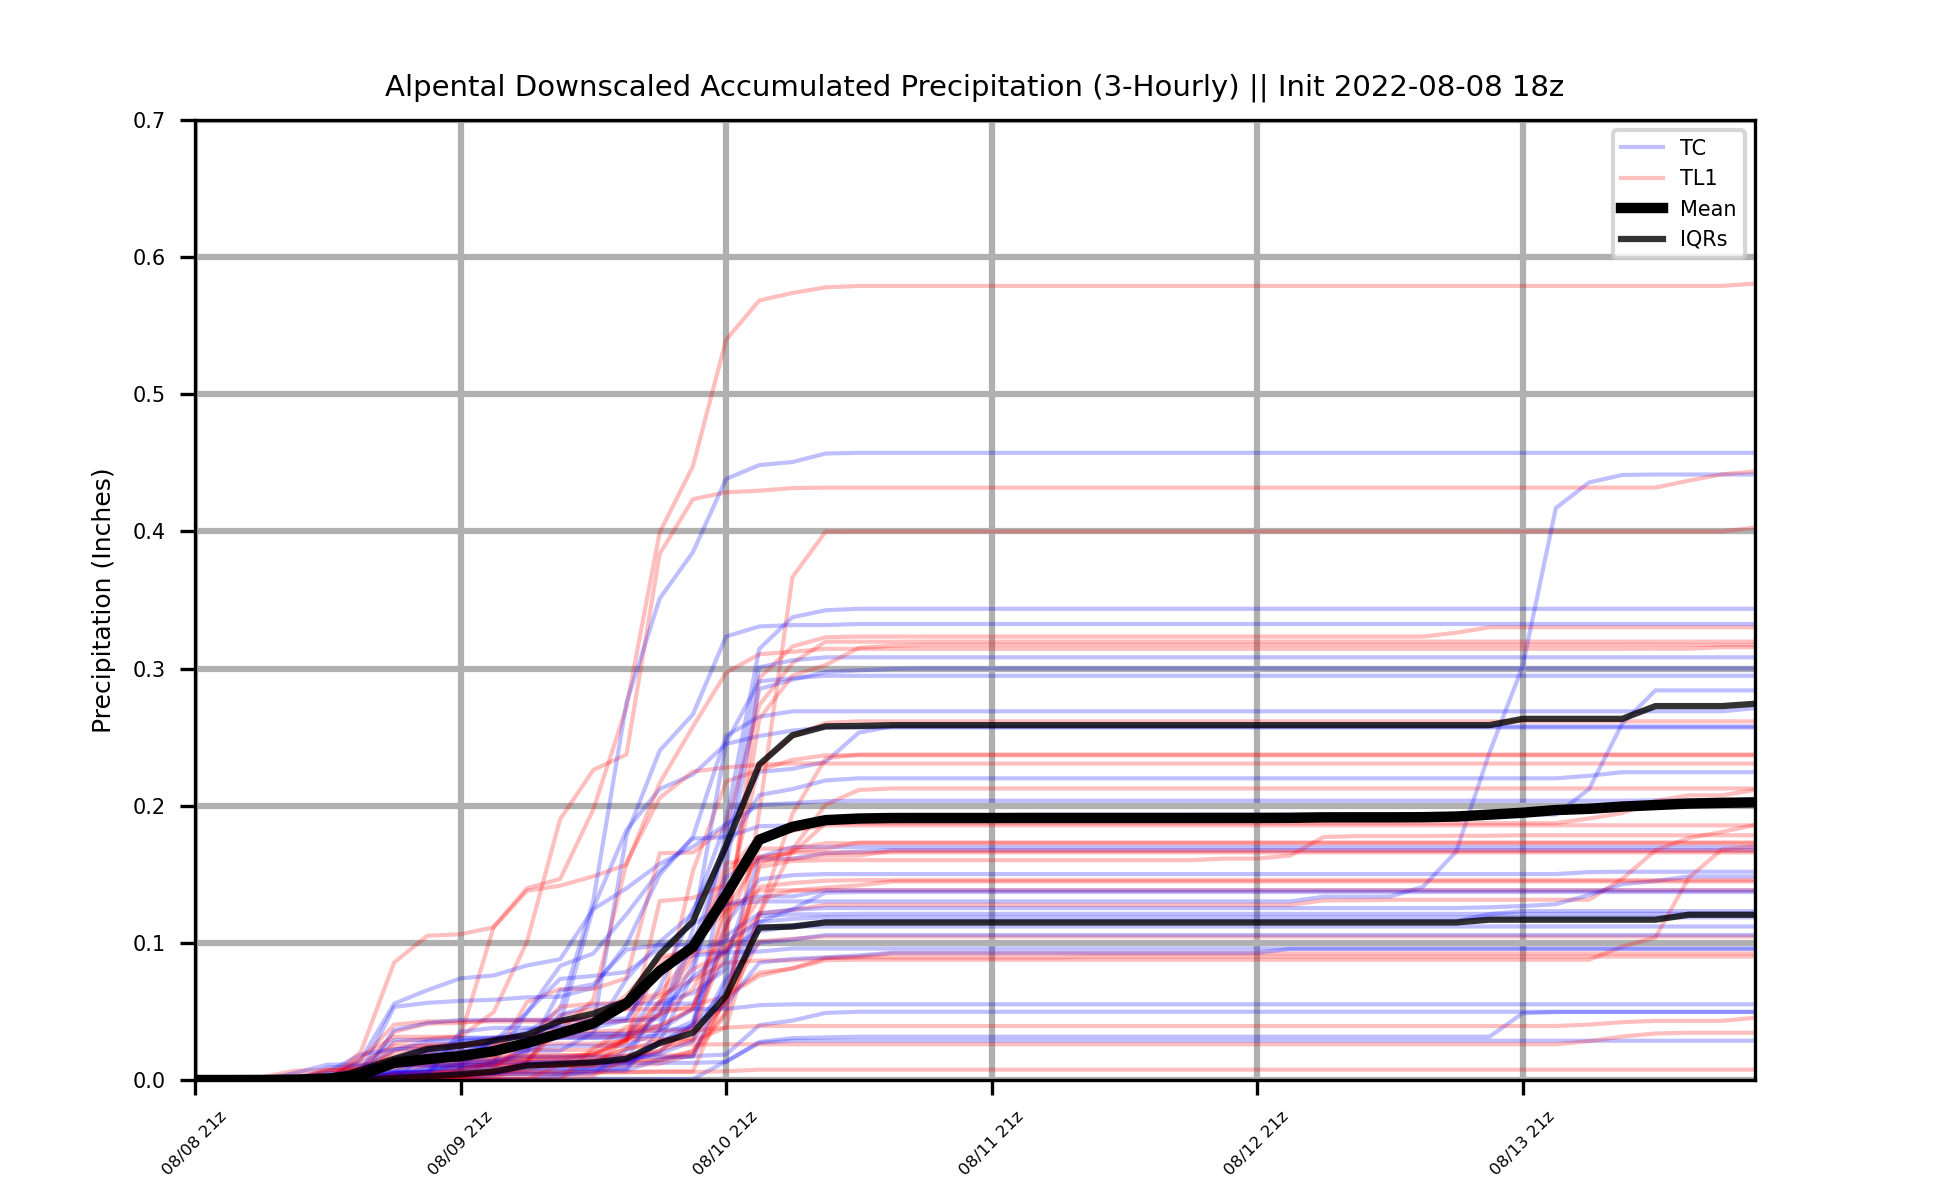 Alpental Downscaled Accumulated Precipitation (3-Hourly) || Init 2022-08-08 18z
TC
TL1
Mean
IQRs
Precipitation (Inches)
0.7
0.6
0.5
0.4
0.3
0.2
0.1
0.0
08/08 21z
08/09 21z
08/10 21z
08/11 21z
08/12 21z
08/13 21z